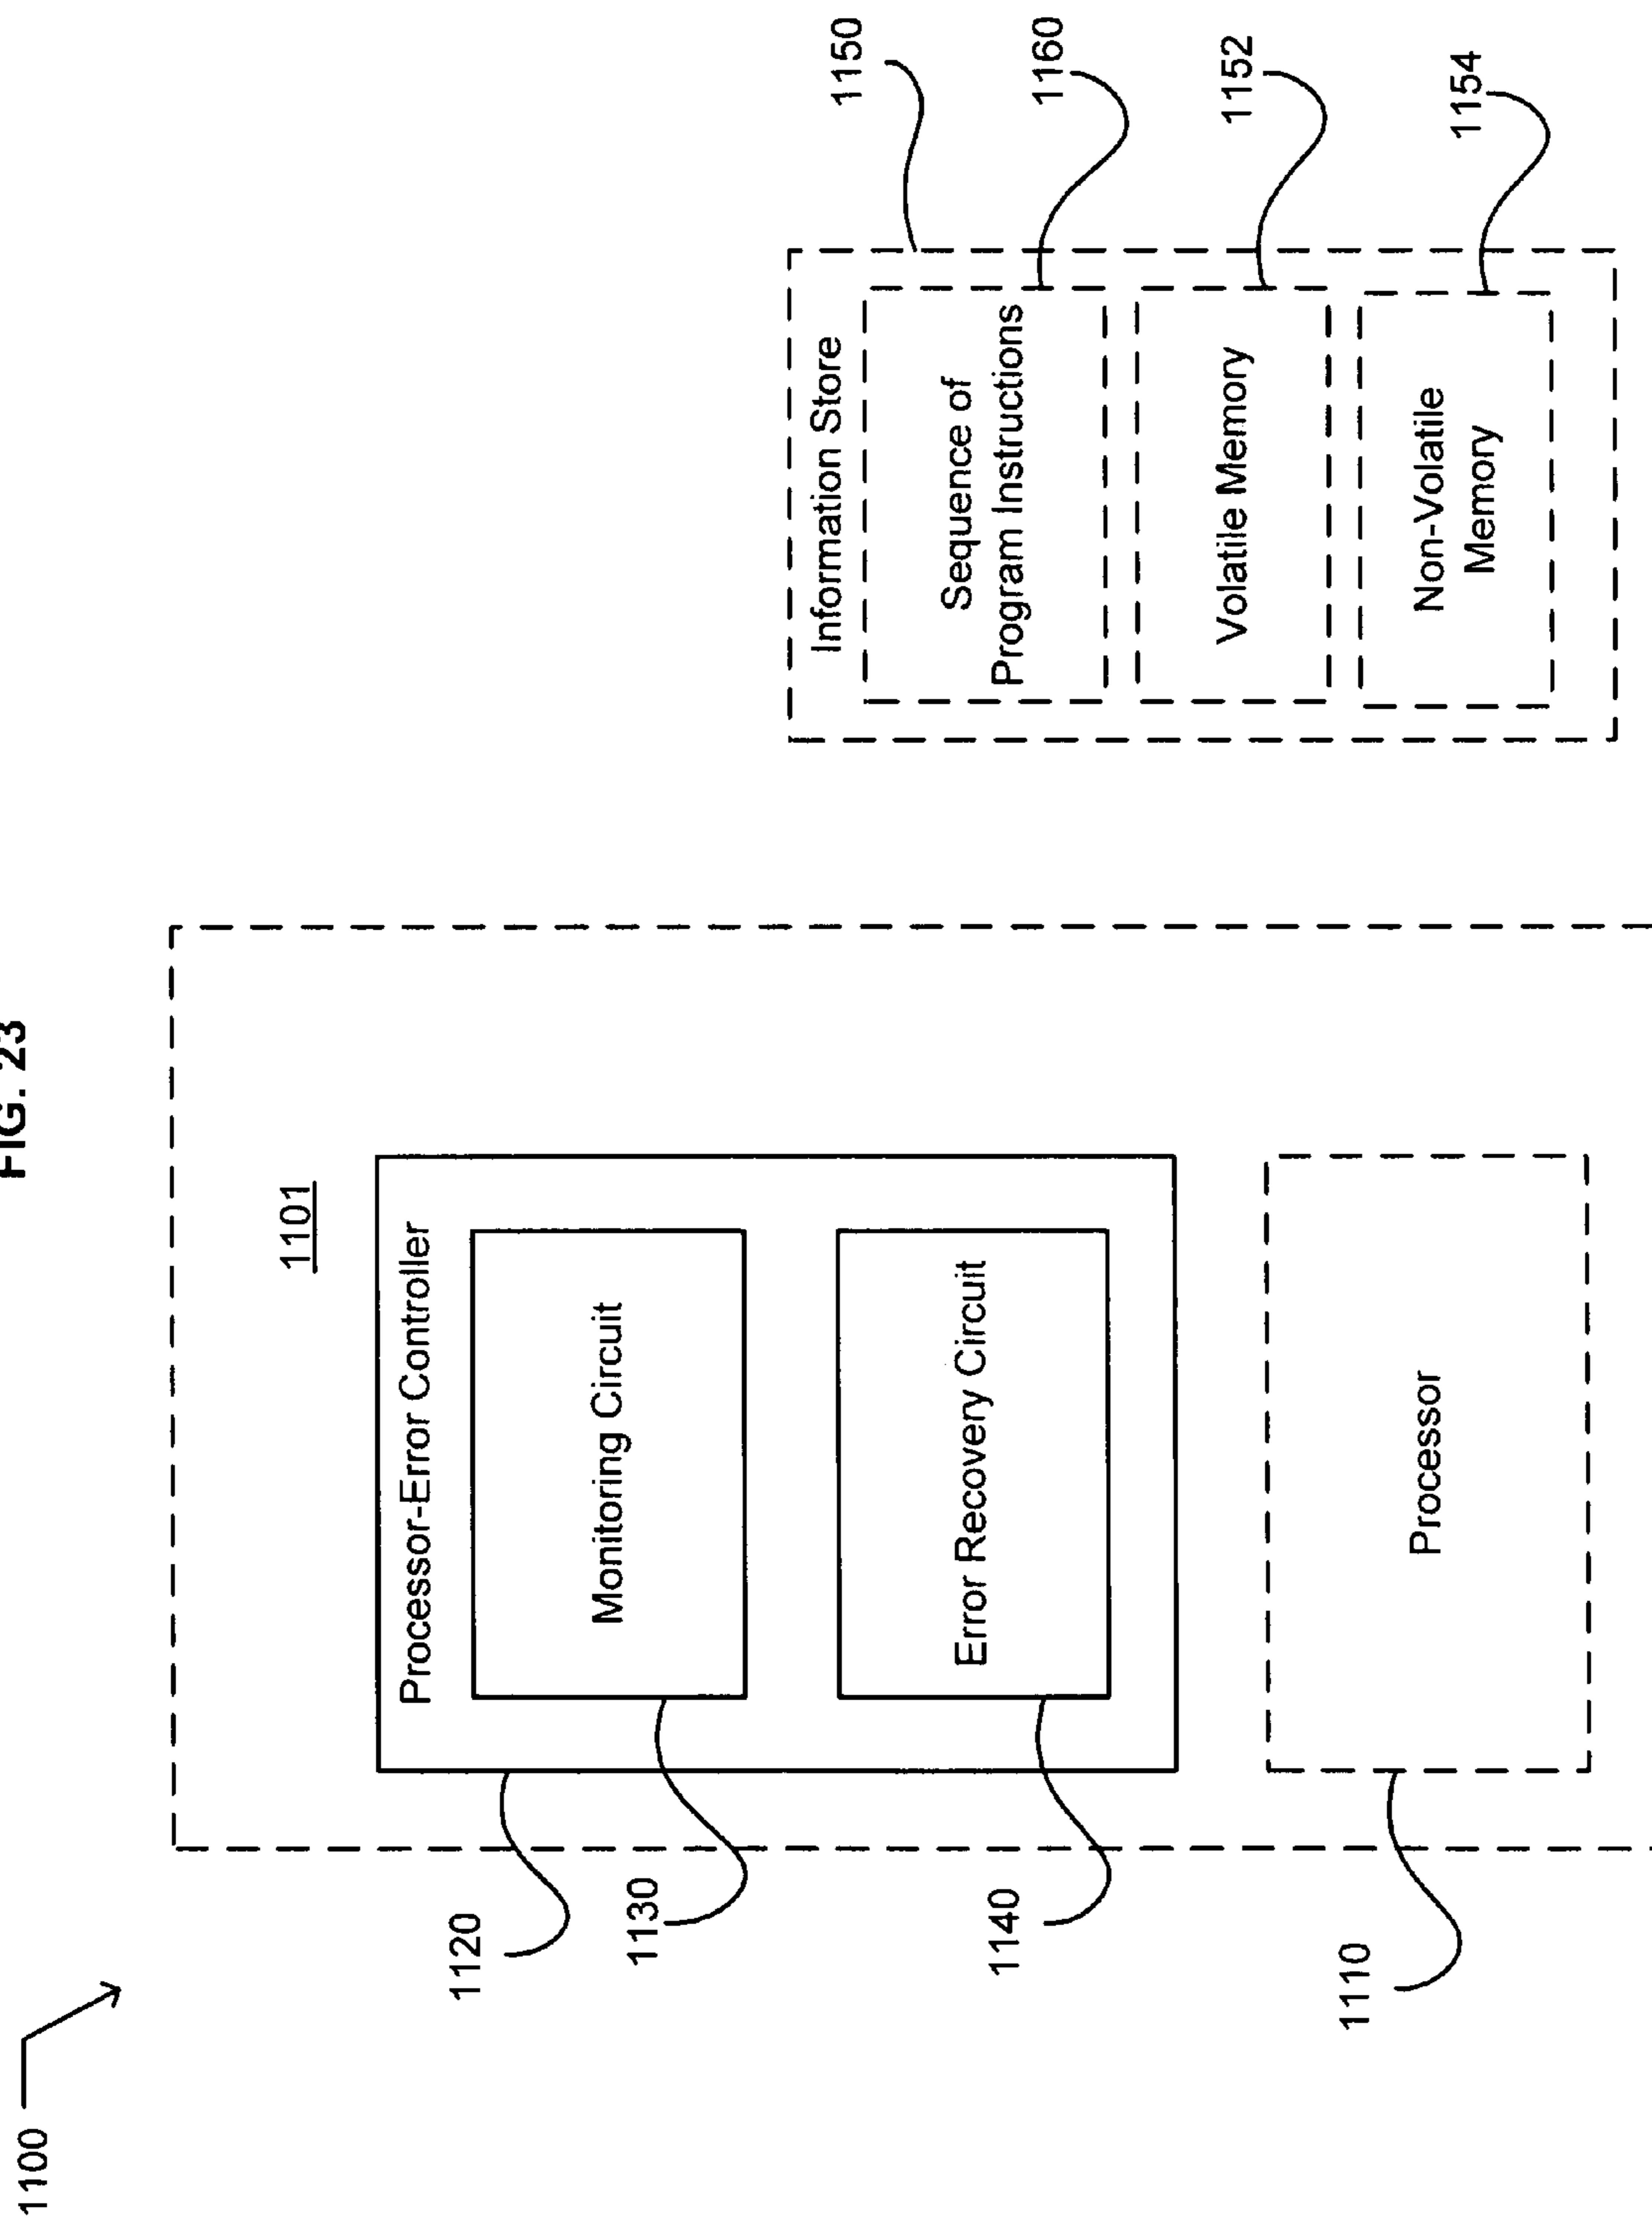 FIG. 23
1100
1101
1120
Processor-Error Controller
1130
Monitoring Circuit
1140
Error Recovery Circuit
1110
Processor
1150
Information Store
1160
Sequence of
Program Instructions
1152
Volatile Memory
1154
Non-Volatile
Memory